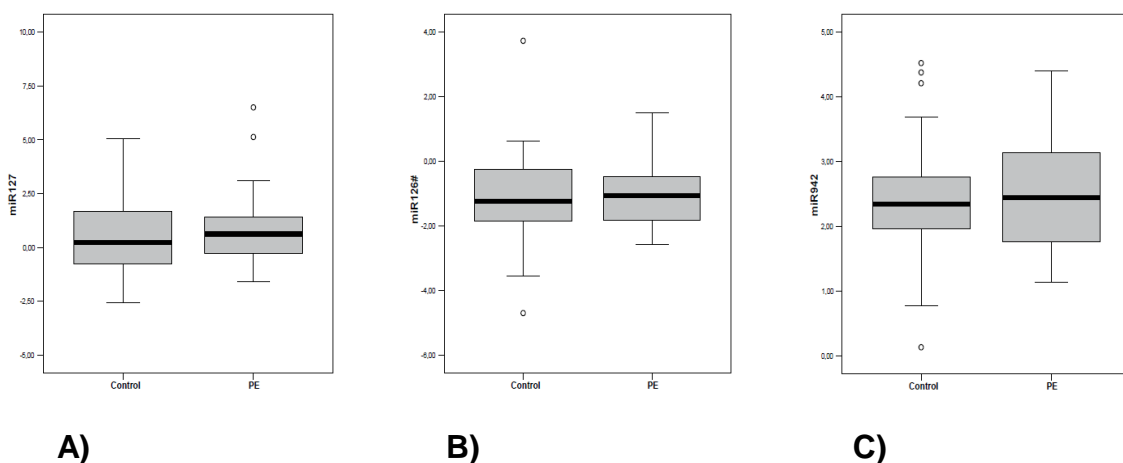 miR127
10,00
7,50
5,00
2,50
0,00
-2,50
-5,00
Control
PE
A)
miR126#
4,00
2,00
0,00
-2,00
-4,00
-6,00
Control
PE
B)
miR942
5,00
4,00
3,00
2,00
1,00
0,00
Control
PE
C)